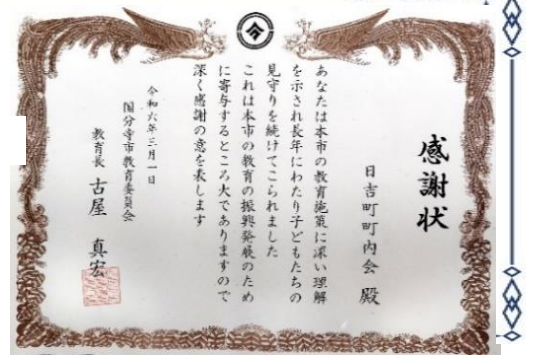 感謝状
日吉町町内会 殿
あなたは本市の教育施策に深い理解
を示され長年にわたり子どもたちの
見守りを続けてこられました
これは本市の教育の振興発展のため
に寄与するところ大でありますので
深く感謝の意を表します
令和六年三月一日
国分寺市教育委員会
教育長 古屋 真宏